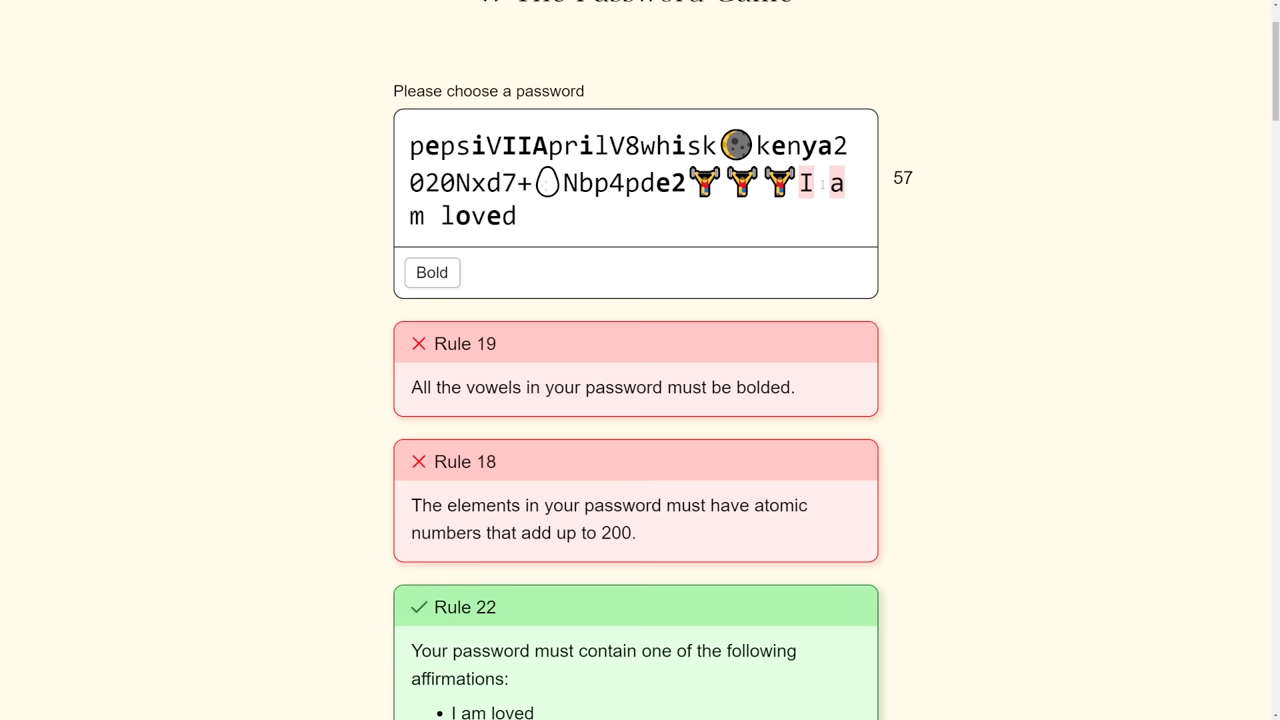 Please choose a password
pepsiVIIAprilV8whisk🌘kenya2
020Nxd7+🥚Nbp4pde2🏋️🏋️🏋️I a
m loved
57
Bold
Rule 19
All the vowels in your password must be bolded.
Rule 18
The elements in your password must have atomic
numbers that add up to 200.
Rule 22
Your password must contain one of the following
affirmations:
• I am loved